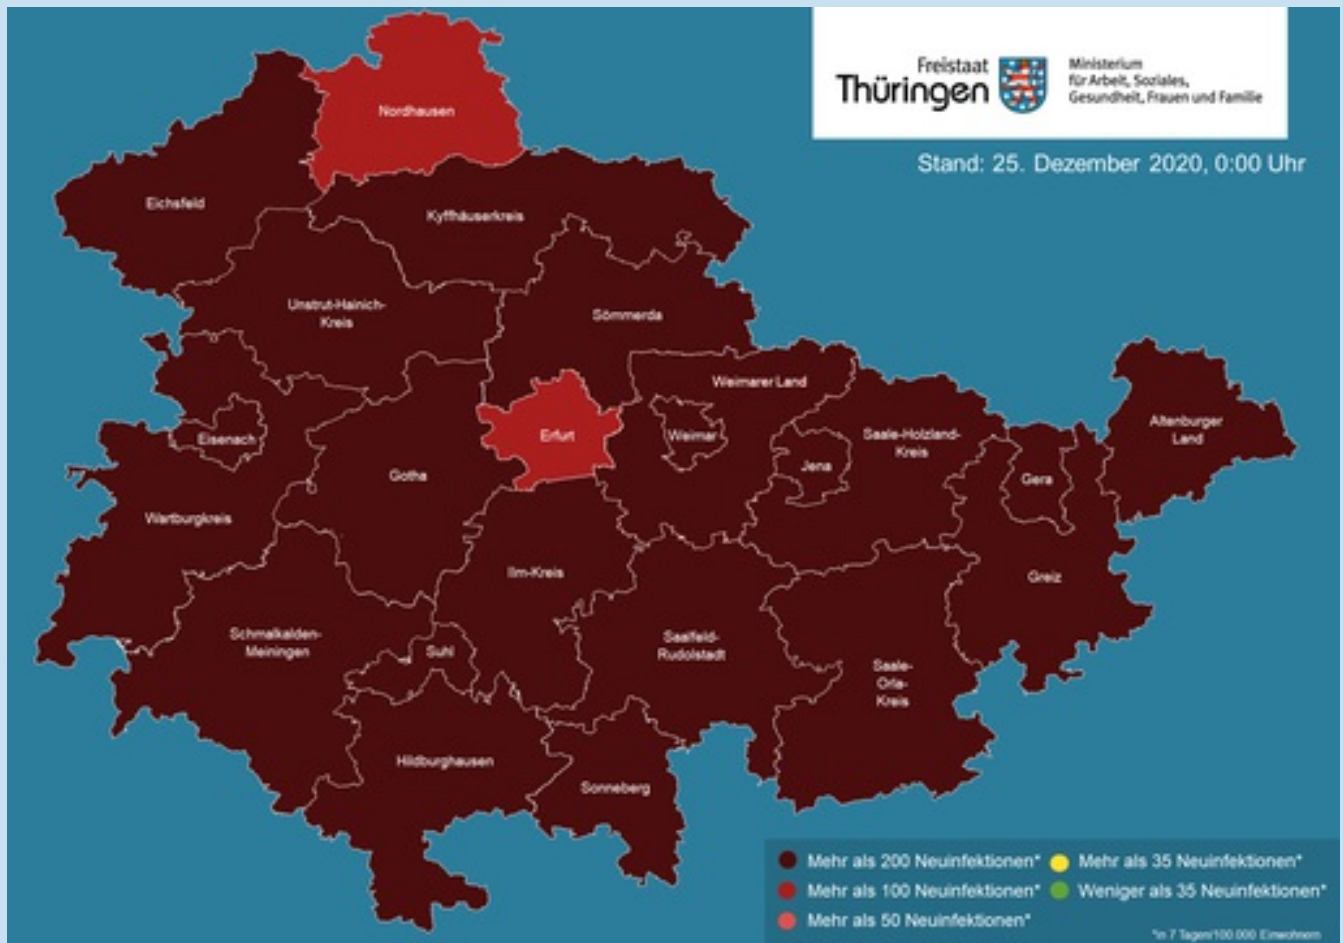 Freistaat
Thüringen
Ministerium
für Arbeit, Soziales,
Gesundheit, Frauen und Familie
Stand: 25. Dezember 2020, 0:00 Uhr
Nordhausen
Eichsfeld
Kyffhäuserkreis
Unstrut-Hainich-
Kreis
Sömmerda
Weimarer Land
Altenburger
Land
Eisenach
Erfurt
Weimar
Saale-Holzland-
Kreis
Jena
Gotha
Gera
Wartburgkreis
Ilm-Kreis
Greiz
Schmalkalden-
Meiningen
Suhl
Saalfeld-
Rudolstadt
Saale-
Orla-
Kreis
Hildburghausen
Sonneberg
Mehr als 200 Neuinfektionen*
Mehr als 100 Neuinfektionen*
Mehr als 50 Neuinfektionen*
Mehr als 35 Neuinfektionen*
Weniger als 35 Neuinfektionen*
*in 7 Tagen/100 000 Einwohnern